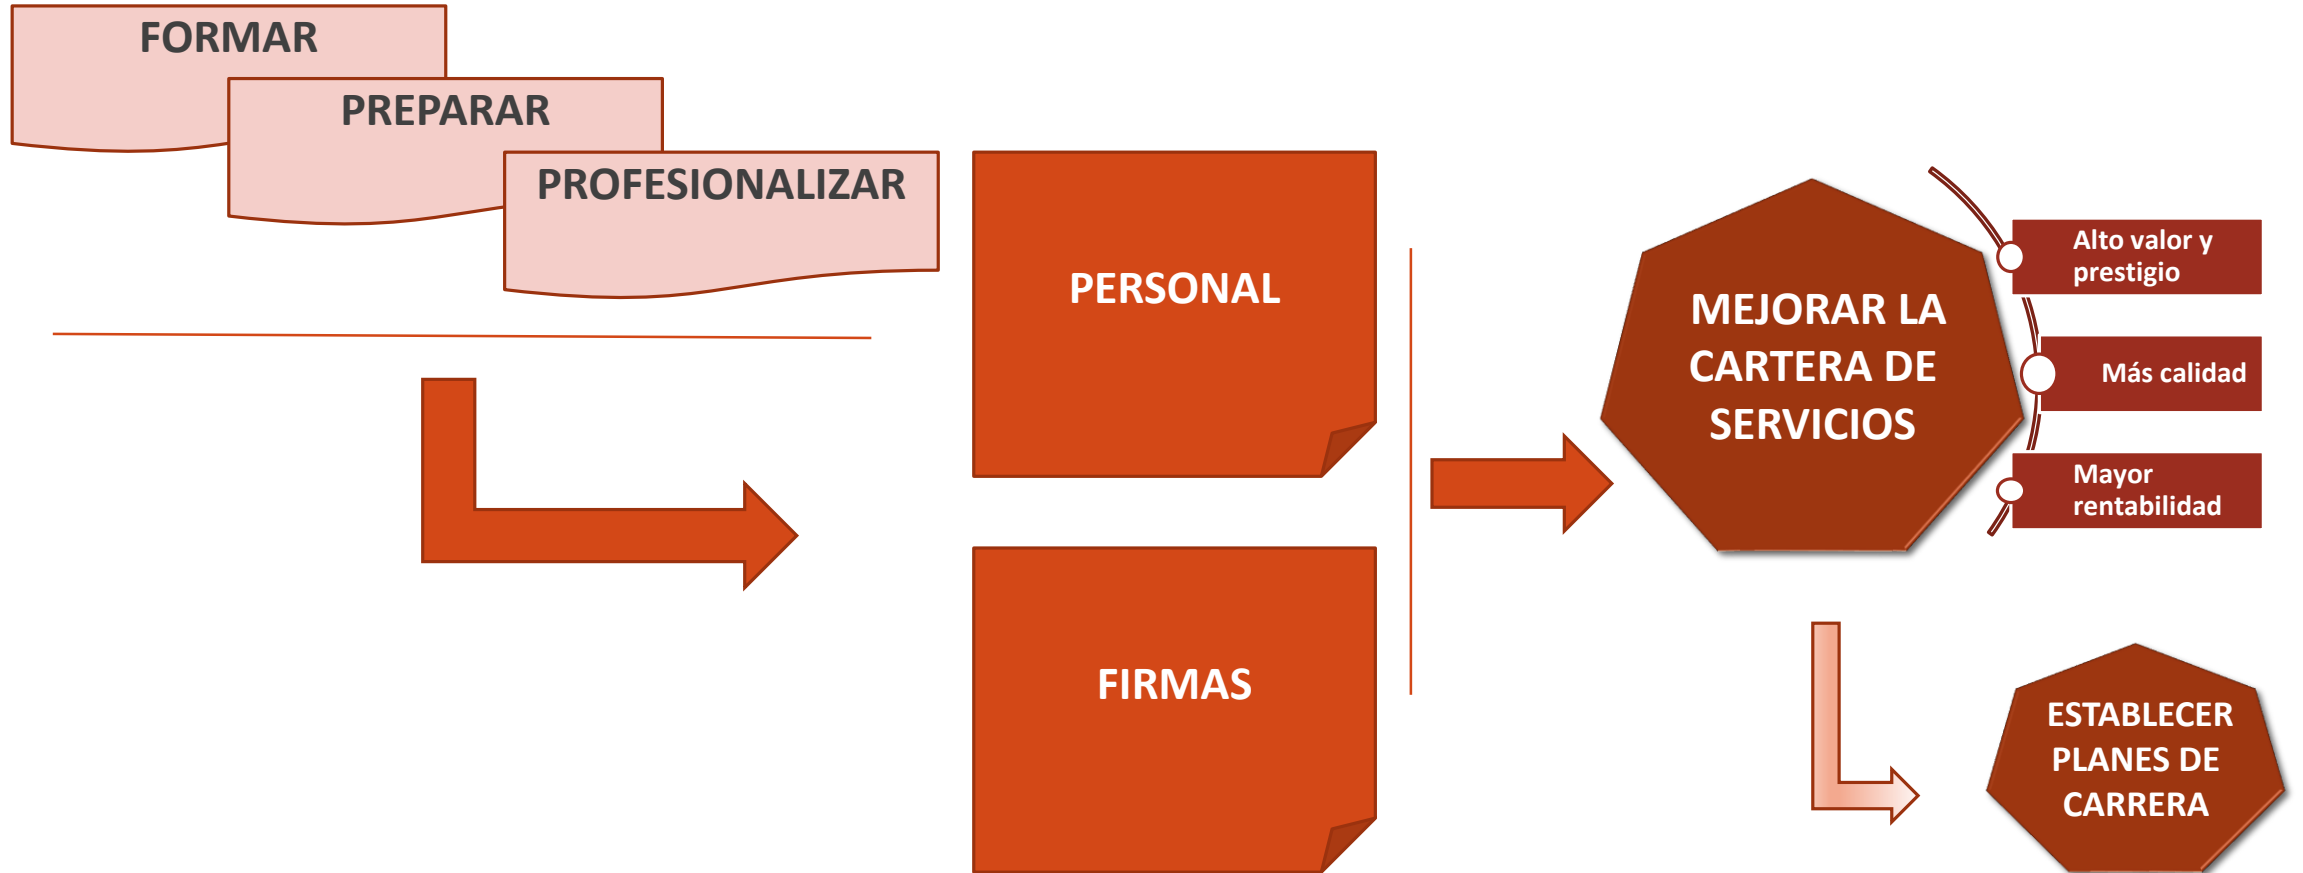 FORMAR
PREPARAR
PROFESIONALIZAR
PERSONAL
FIRMAS
MEJORAR LA
CARTERA DE
SERVICIOS
Alto valor y
prestigio
Más calidad
Mayor
rentabilidad
ESTABLECER
PLANES DE
CARRERA